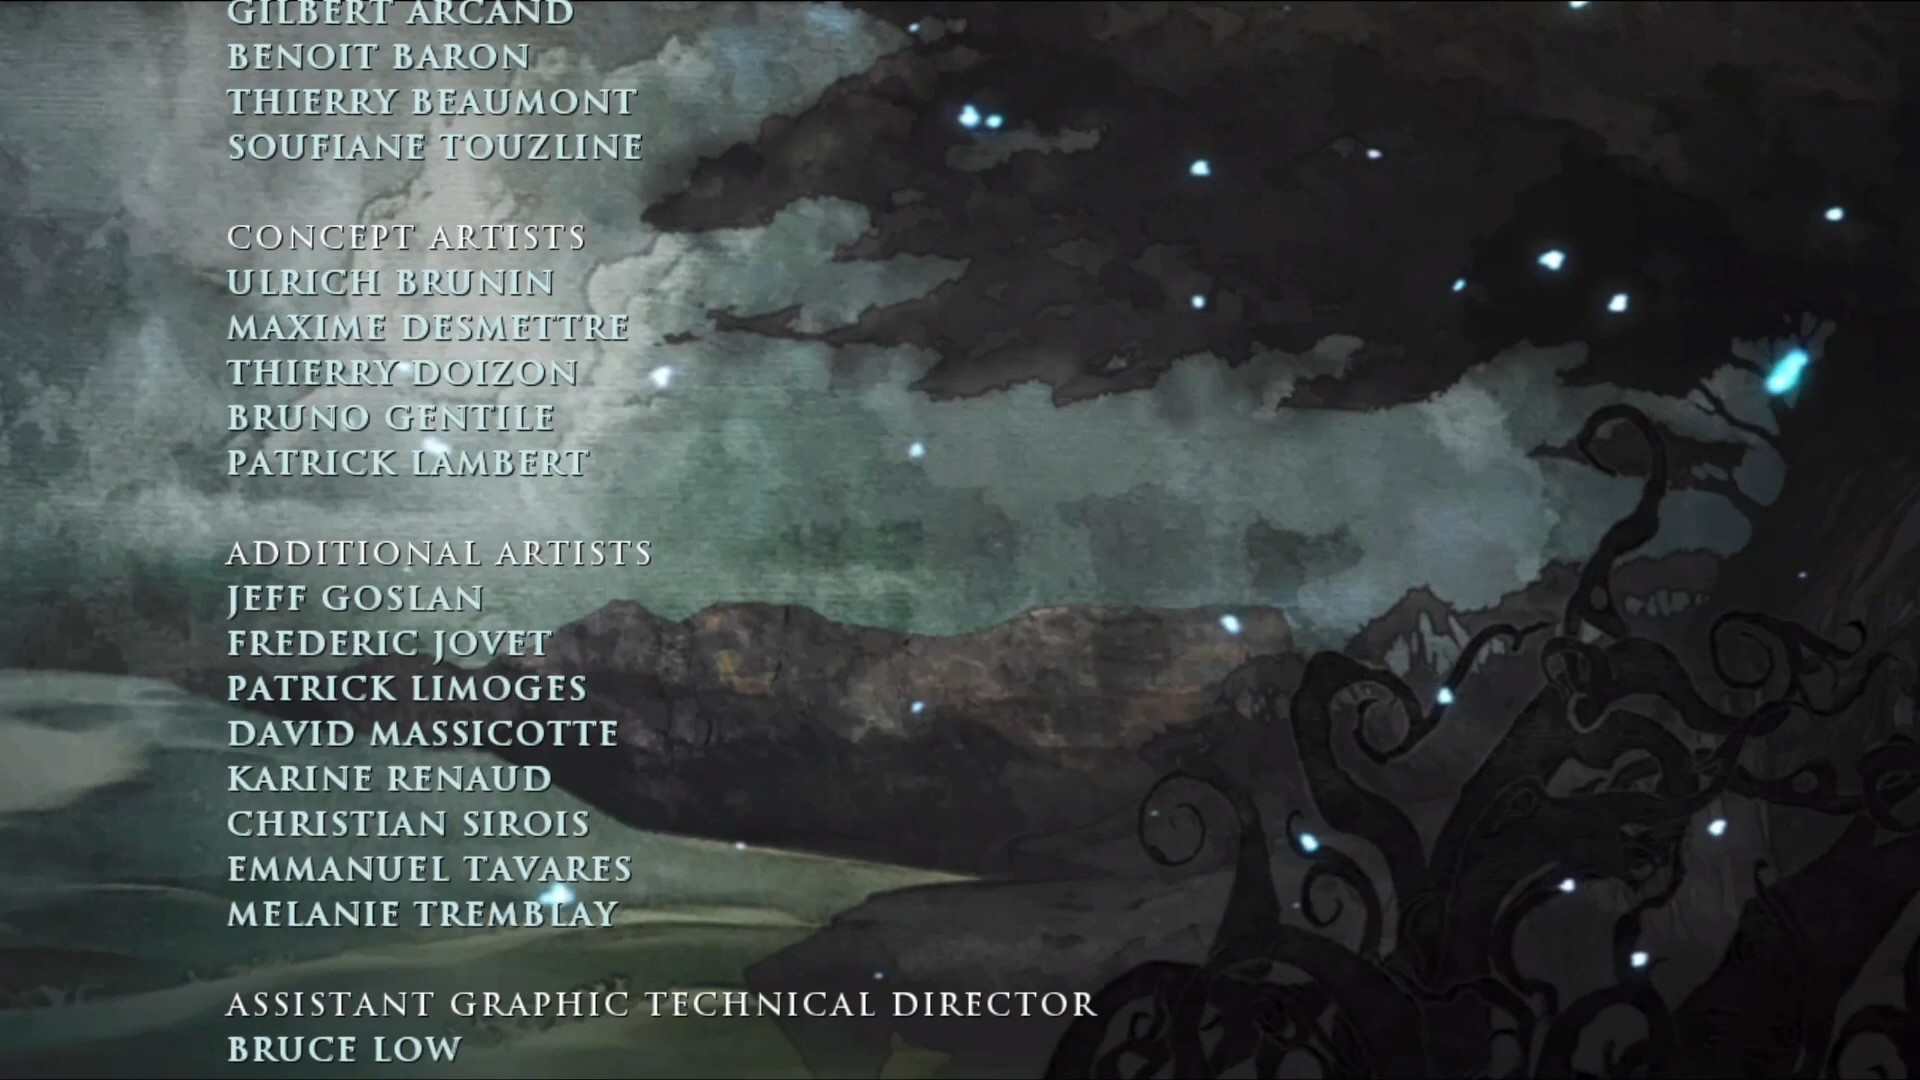 GILBERT ARCAND
BENOIT BARON
THIERRY BEAUMONT
SOUFIANE TOUZLINE
CONCEPT ARTISTS
ULRICH BRUNIN
MAXIME DESMETTRE
THIERRY DOIZON
BRUNO GENTILE
PATRICK LAMBERT
ADDITIONAL ARTISTS
JEFF GOSLAN
FREDERIC JOVET
PATRICK LIMOGES
DAVID MASSICOTTE
KARINE RENAUD
CHRISTIAN SIROIS
EMMANUEL TAVARES
MELANIE TREMBLAY
ASSISTANT GRAPHIC TECHNICAL DIRECTOR
BRUCE LOW